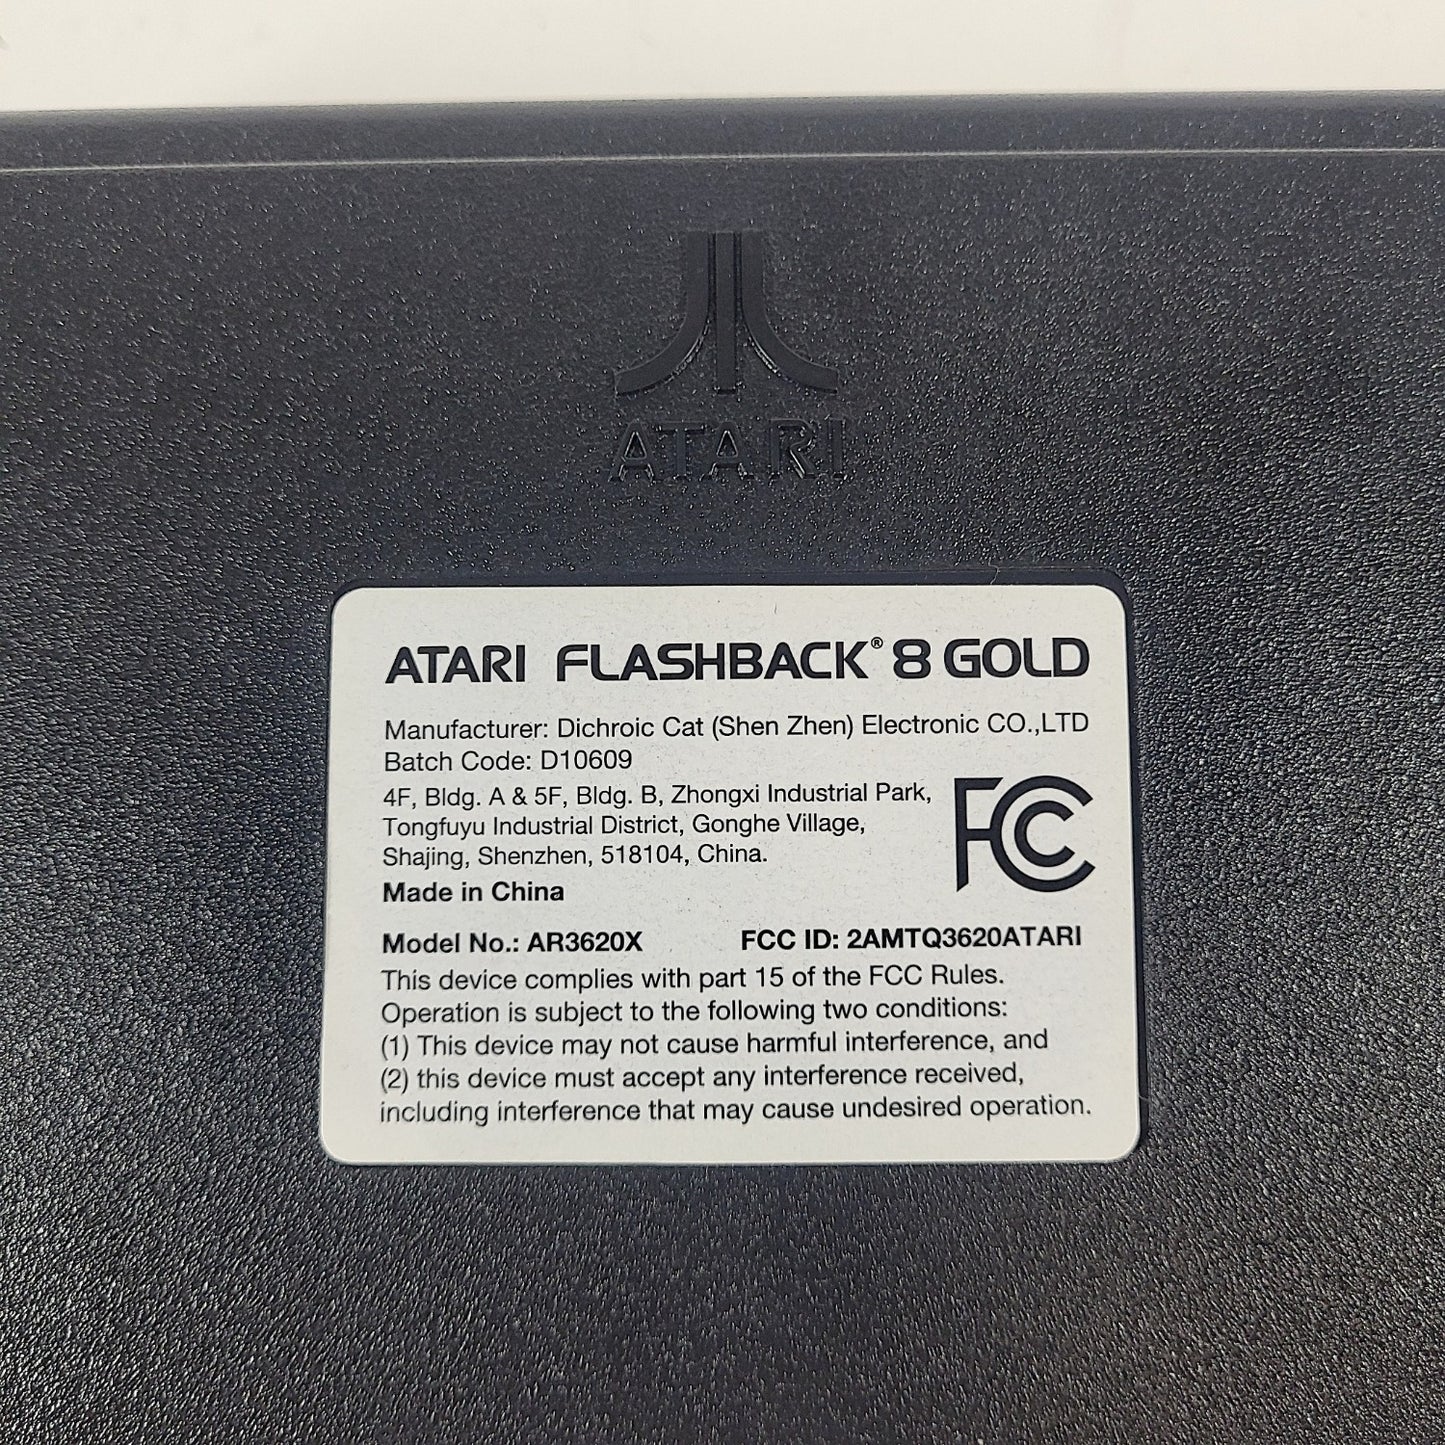 ATARI
ATARI FLASHBACK® 8 GOLD
Manufacturer: Dichroic Cat (Shen Zhen) Electronic CO.,LTD
Batch Code: D10609
4F, Bldg. A & 5F, Bldg. B, Zhongxi Industrial Park,
Tongfuyu Industrial District, Gonghe Village,
Shajing, Shenzhen, 518104, China.
FC
Made in China
Model No.: AR3620X FCC ID: 2AMTQ3620ATARI
This device complies with part 15 of the FCC Rules.
Operation is subject to the following two conditions:
(1) This device may not cause harmful interference, and
(2) this device must accept any interference received,
including interference that may cause undesired operation.